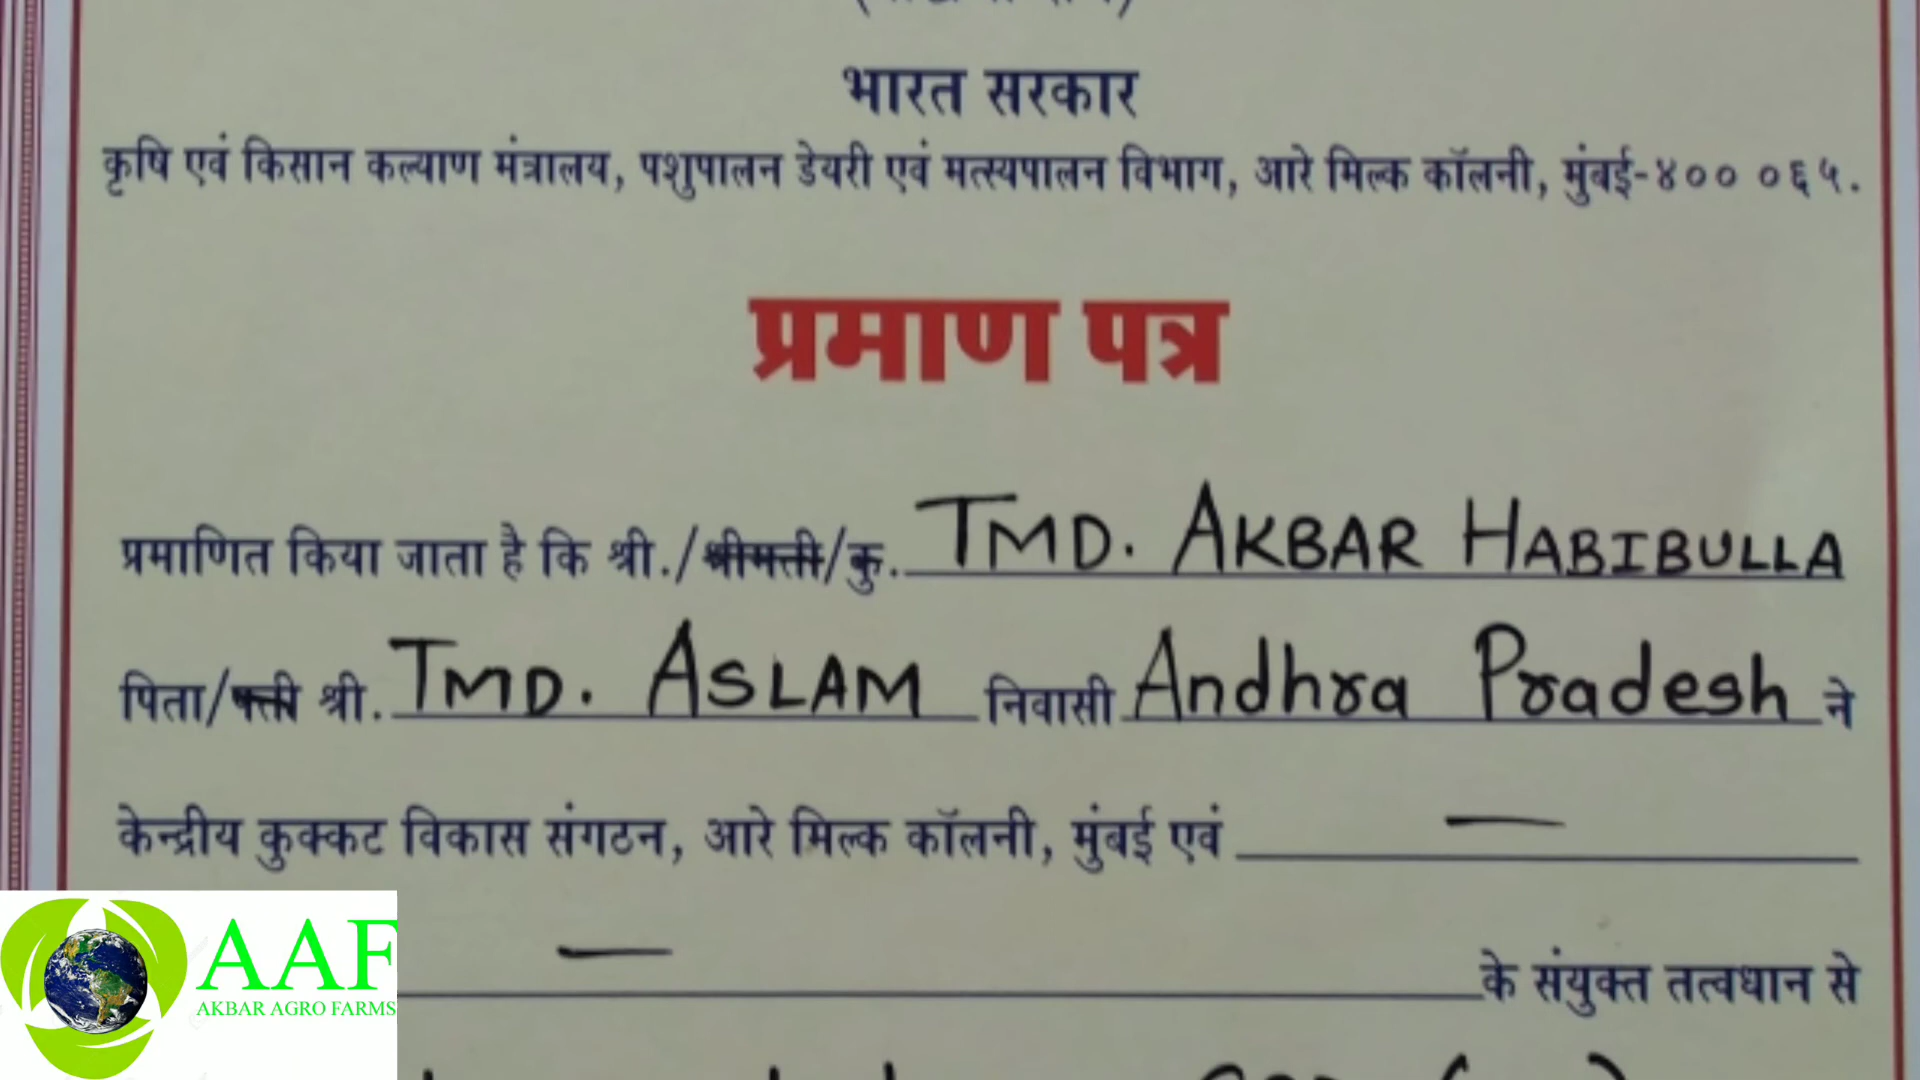 भारत सरकार
कृषि एवं किसान कल्याण मंत्रालय, पशुपालन डेयरी एवं मत्स्यपालन विभाग, आरे मिल्क कॉलनी, मुंबई-४०० ०६५.
प्रमाण पत्र
प्रमाणित किया जाता है कि श्री./श्रीमती/कु. TMD. AKBAR HABIBULLA
पिता/पती श्री. TMD. ASLAM निवासी Andhra Pradesh ने
केन्द्रीय कुक्कट विकास संगठन, आरे मिल्क कॉलनी, मुंबई एवं —
— के संयुक्त तत्वधान से
AAF
AKBAR AGRO FARMS